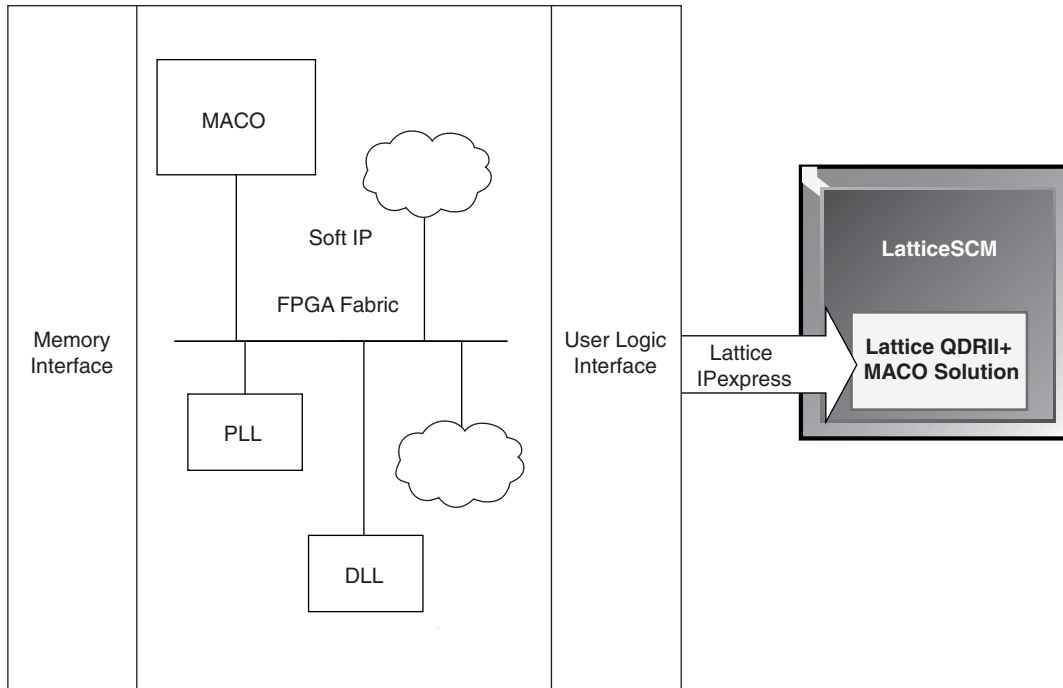 MACO
Soft IP
FPGA Fabric
Memory
Interface
PLL
DLL
User Logic
Interface
Lattice
IPexpress
LatticeSCM
Lattice QDRII+
MACO Solution